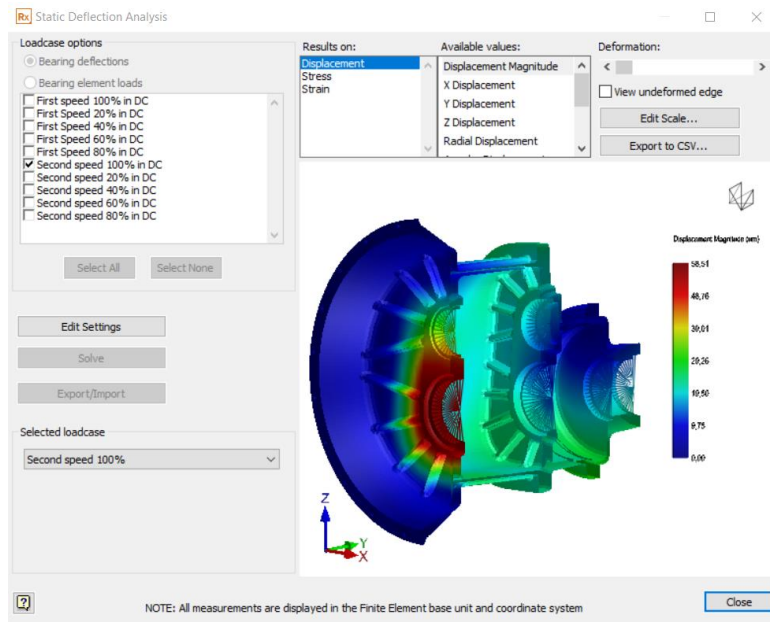 Rx Static Deflection Analysis
Loadcase options
Bearing deflections
Bearing element loads
First speed 100% in DC
First Speed 20% in DC
First Speed 40% in DC
First Speed 60% in DC
First Speed 80% in DC
Second speed 100% in DC
Second speed 20% in DC
Second speed 40% in DC
Second speed 60% in DC
Second speed 80% in DC
Select All
Select None
Edit Settings
Solve
Export/Import
Selected loadcase
Second speed 100%
Results on:
Displacement
Stress
Strain
Available values:
Displacement Magnitude
X Displacement
Y Displacement
Z Displacement
Radial Displacement
Deformation:
View undeformed edge
Edit Scale...
Export to CSV...
Displacement Magnitude (µm)
58,51
48,76
39,01
29,26
19,50
9,75
0,00
Z
Y
X
NOTE: All measurements are displayed in the Finite Element base unit and coordinate system
Close